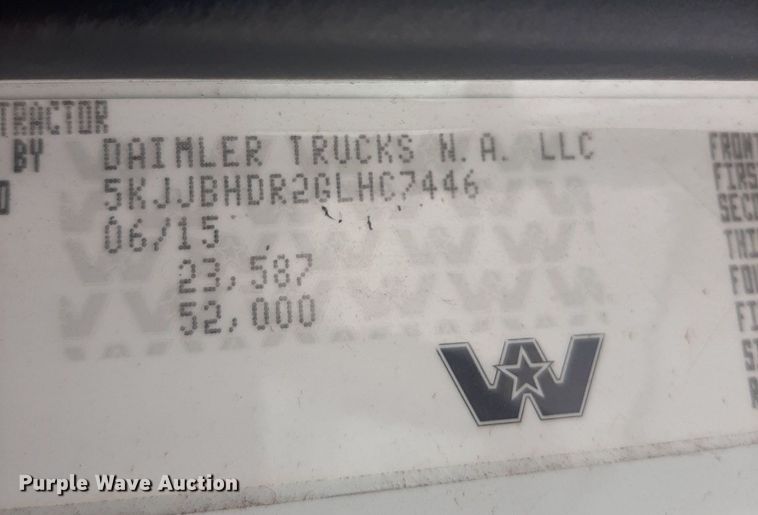 TRACTOR
BY DAIMLER TRUCKS N.A. LLC
5KJJBHDR2GLHC7446
06/15
23,587
52,000
W
Purple Wave Auction